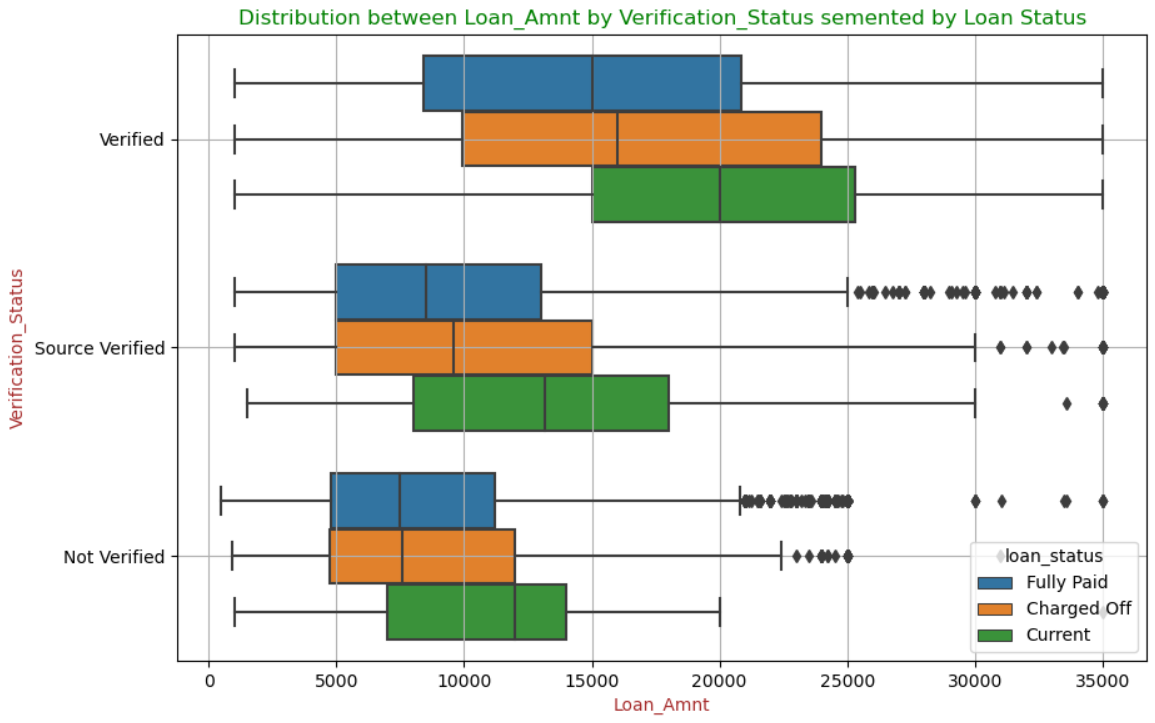 Distribution between Loan_Amnt by Verification_Status semented by Loan Status
Verification_Status
Verified
Source Verified
Not Verified
loan_status
Fully Paid
Charged Off
Current
0 5000 10000 15000 20000 25000 30000 35000
Loan_Amnt